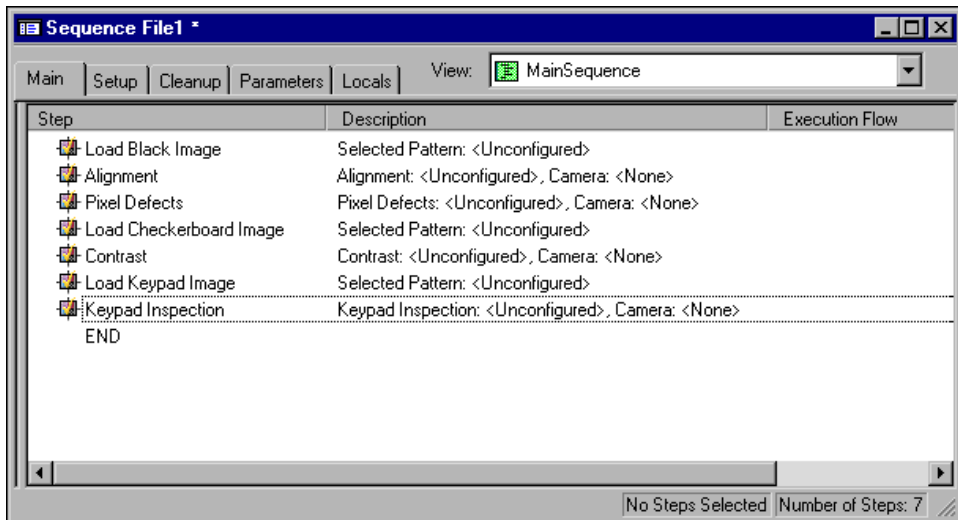 Sequence File1 *
Main Setup Cleanup Parameters Locals View: MainSequence
Step Description Execution Flow
Load Black Image Selected Pattern: <Unconfigured>
Alignment Alignment: <Unconfigured>, Camera: <None>
Pixel Defects Pixel Defects: <Unconfigured>, Camera: <None>
Load Checkerboard Image Selected Pattern: <Unconfigured>
Contrast Contrast: <Unconfigured>, Camera: <None>
Load Keypad Image Selected Pattern: <Unconfigured>
Keypad Inspection Keypad Inspection: <Unconfigured>, Camera: <None>
END
No Steps Selected Number of Steps: 7